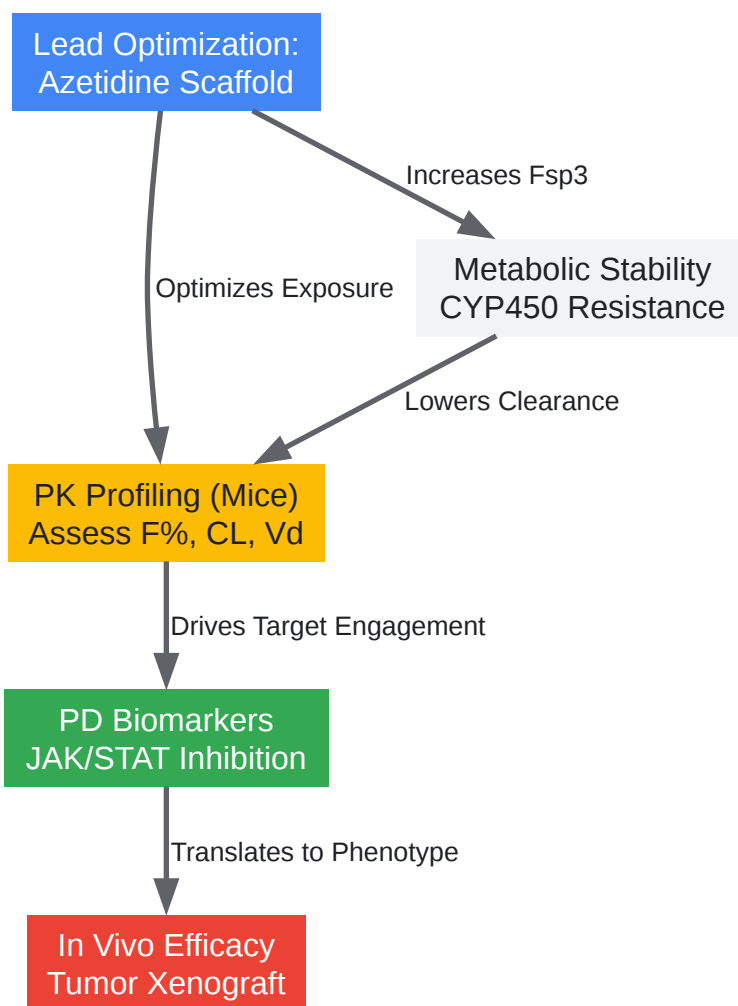 Lead Optimization:
Azetidine Scaffold
Increases Fsp3
Metabolic Stability
CYP450 Resistance
Optimizes Exposure
Lowers Clearance
PK Profiling (Mice)
Assess F%, CL, Vd
Drives Target Engagement
PD Biomarkers
JAK/STAT Inhibition
Translates to Phenotype
In Vivo Efficacy
Tumor Xenograft